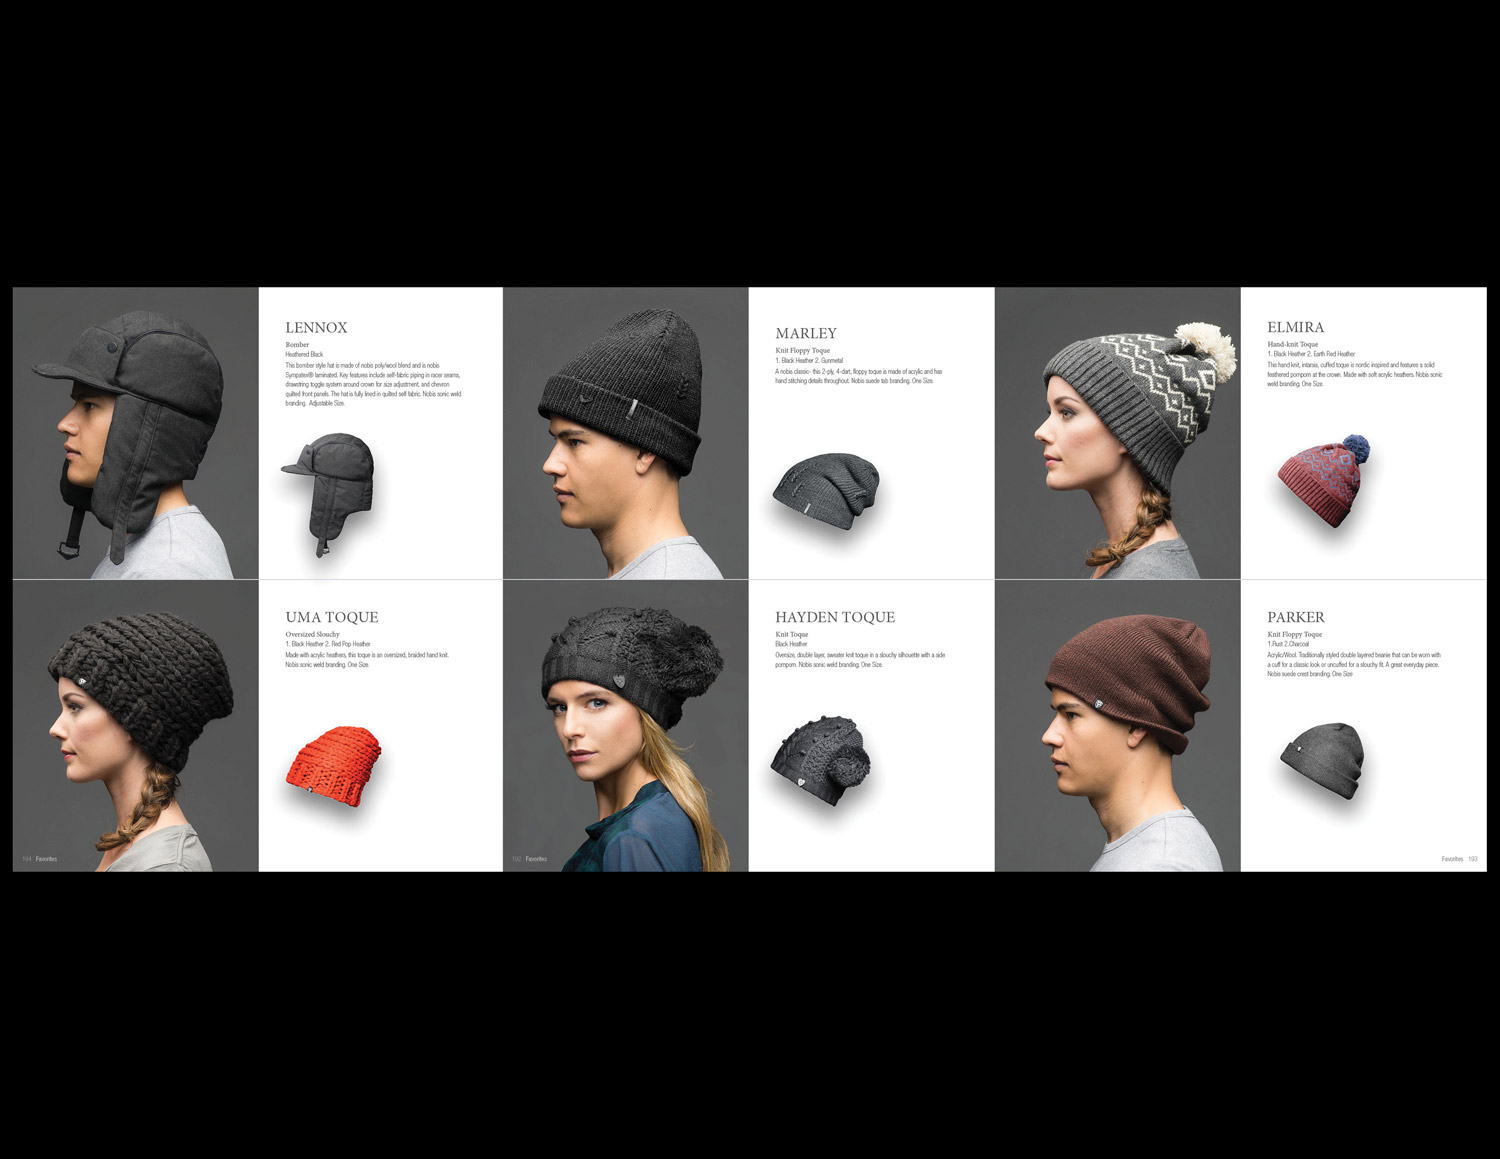 LENNOX
Bomber
Heathered Black
This bomber style hat is made of nobis poly/wool blend and is nobis
Sympatex® laminated. Key features include self-fabric piping in racer seams,
drawstring toggle system around crown for size adjustment, and chevron
quilted front panels. The hat is fully lined in quilted self fabric. Nobis sonic weld
branding. Adjustable Size.
MARLEY
Knit Floppy Toque
1. Black Heather 2. Gunmetal
A nobis classic- this 2-ply, 4-dart, floppy toque is made of acrylic and has
hand stitching details throughout. Nobis suede tab branding. One Size.
ELMIRA
Hand-knit Toque
1. Black Heather 2. Earth Red Heather
This hand knit, intarsia, cuffed toque is nordic inspired and features a solid
feathered pompom at the crown. Made with soft acrylic heathers. Nobis sonic
weld branding. One Size.
UMA TOQUE
Oversized Slouchy
1. Black Heather 2. Red Pop Heather
Made with acrylic heathers, this toque is an oversized, braided hand knit.
Nobis sonic weld branding. One Size.
HAYDEN TOQUE
Knit Toque
Black Heather
Oversize, double layer, sweater knit toque in a slouchy silhouette with a side
pompom. Nobis sonic weld branding. One Size.
PARKER
Knit Floppy Toque
1.Rust 2.Charcoal
Acrylic/Wool. Traditionally styled double layered beanie that can be worn with
a cuff for a classic look or uncuffed for a slouchy fit. A great everyday piece.
Nobis suede crest branding. One Size
194 Favorites
192 Favorites
Favorites 193